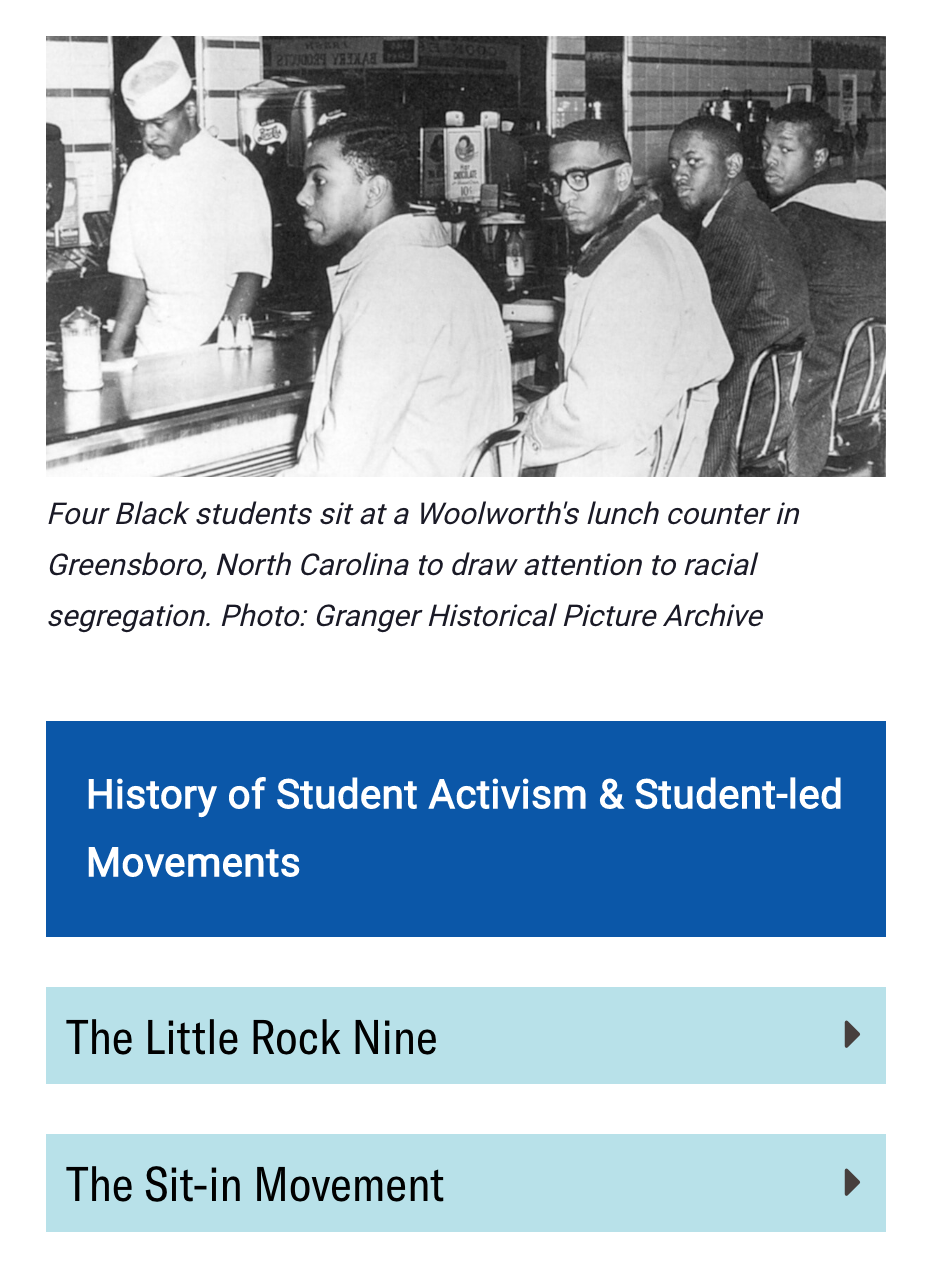 BAKERY PRODUCTS
COOKIES
HOT
CHOCOLATE
10¢
Four Black students sit at a Woolworth's lunch counter in
Greensboro, North Carolina to draw attention to racial
segregation. Photo: Granger Historical Picture Archive
History of Student Activism & Student-led
Movements
The Little Rock Nine
The Sit-in Movement